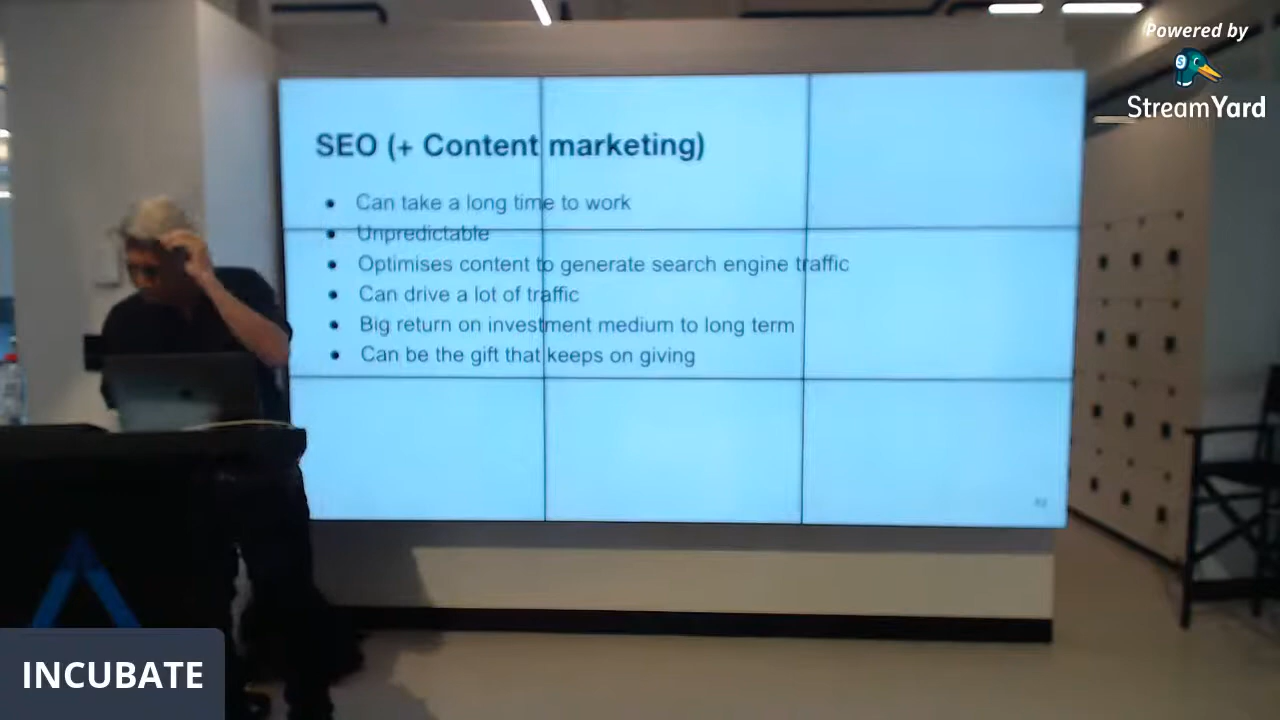 Powered by
StreamYard
SEO (+ Content marketing)
Can take a long time to work
Unpredictable
Optimises content to generate search engine traffic
Can drive a lot of traffic
Big return on investment medium to long term
Can be the gift that keeps on giving
INCUBATE